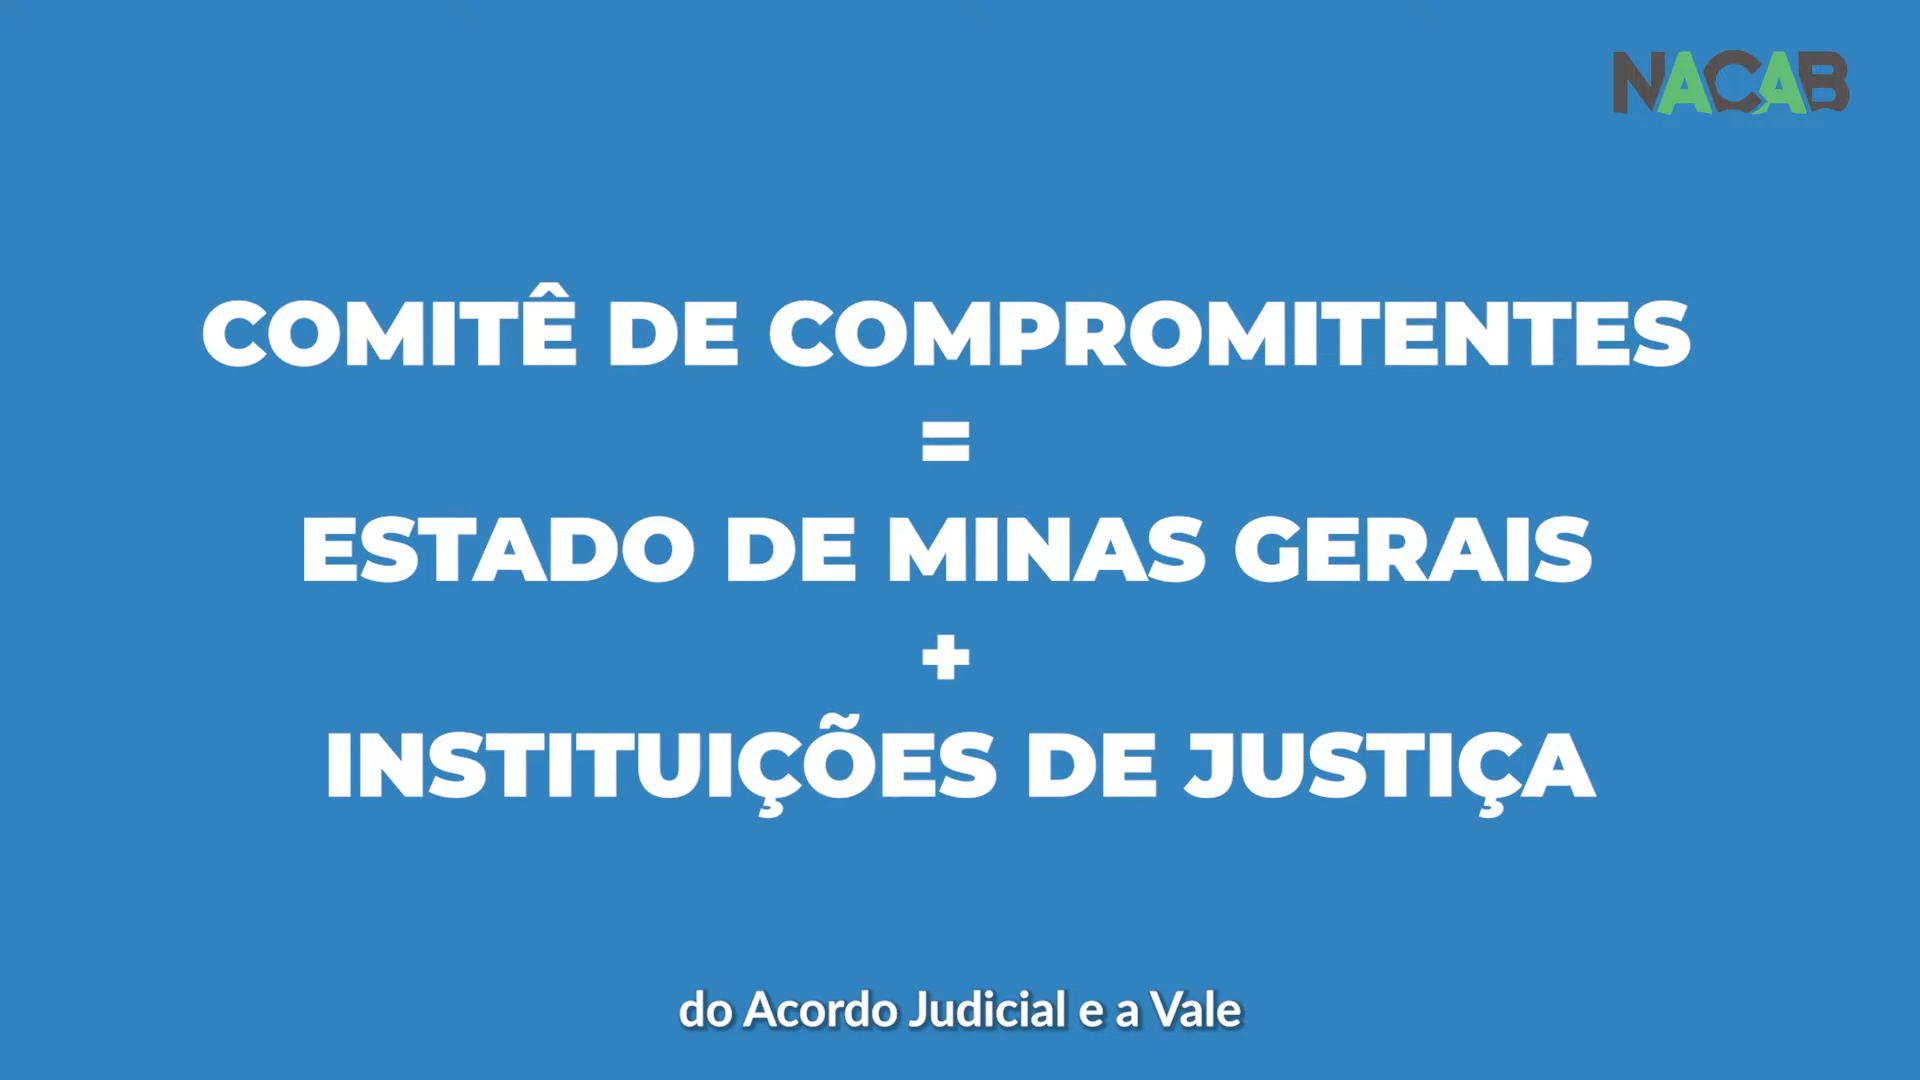 NACAB
COMITÊ DE COMPROMITENTES
=
ESTADO DE MINAS GERAIS
+
INSTITUIÇÕES DE JUSTIÇA
do Acordo Judicial e a Vale